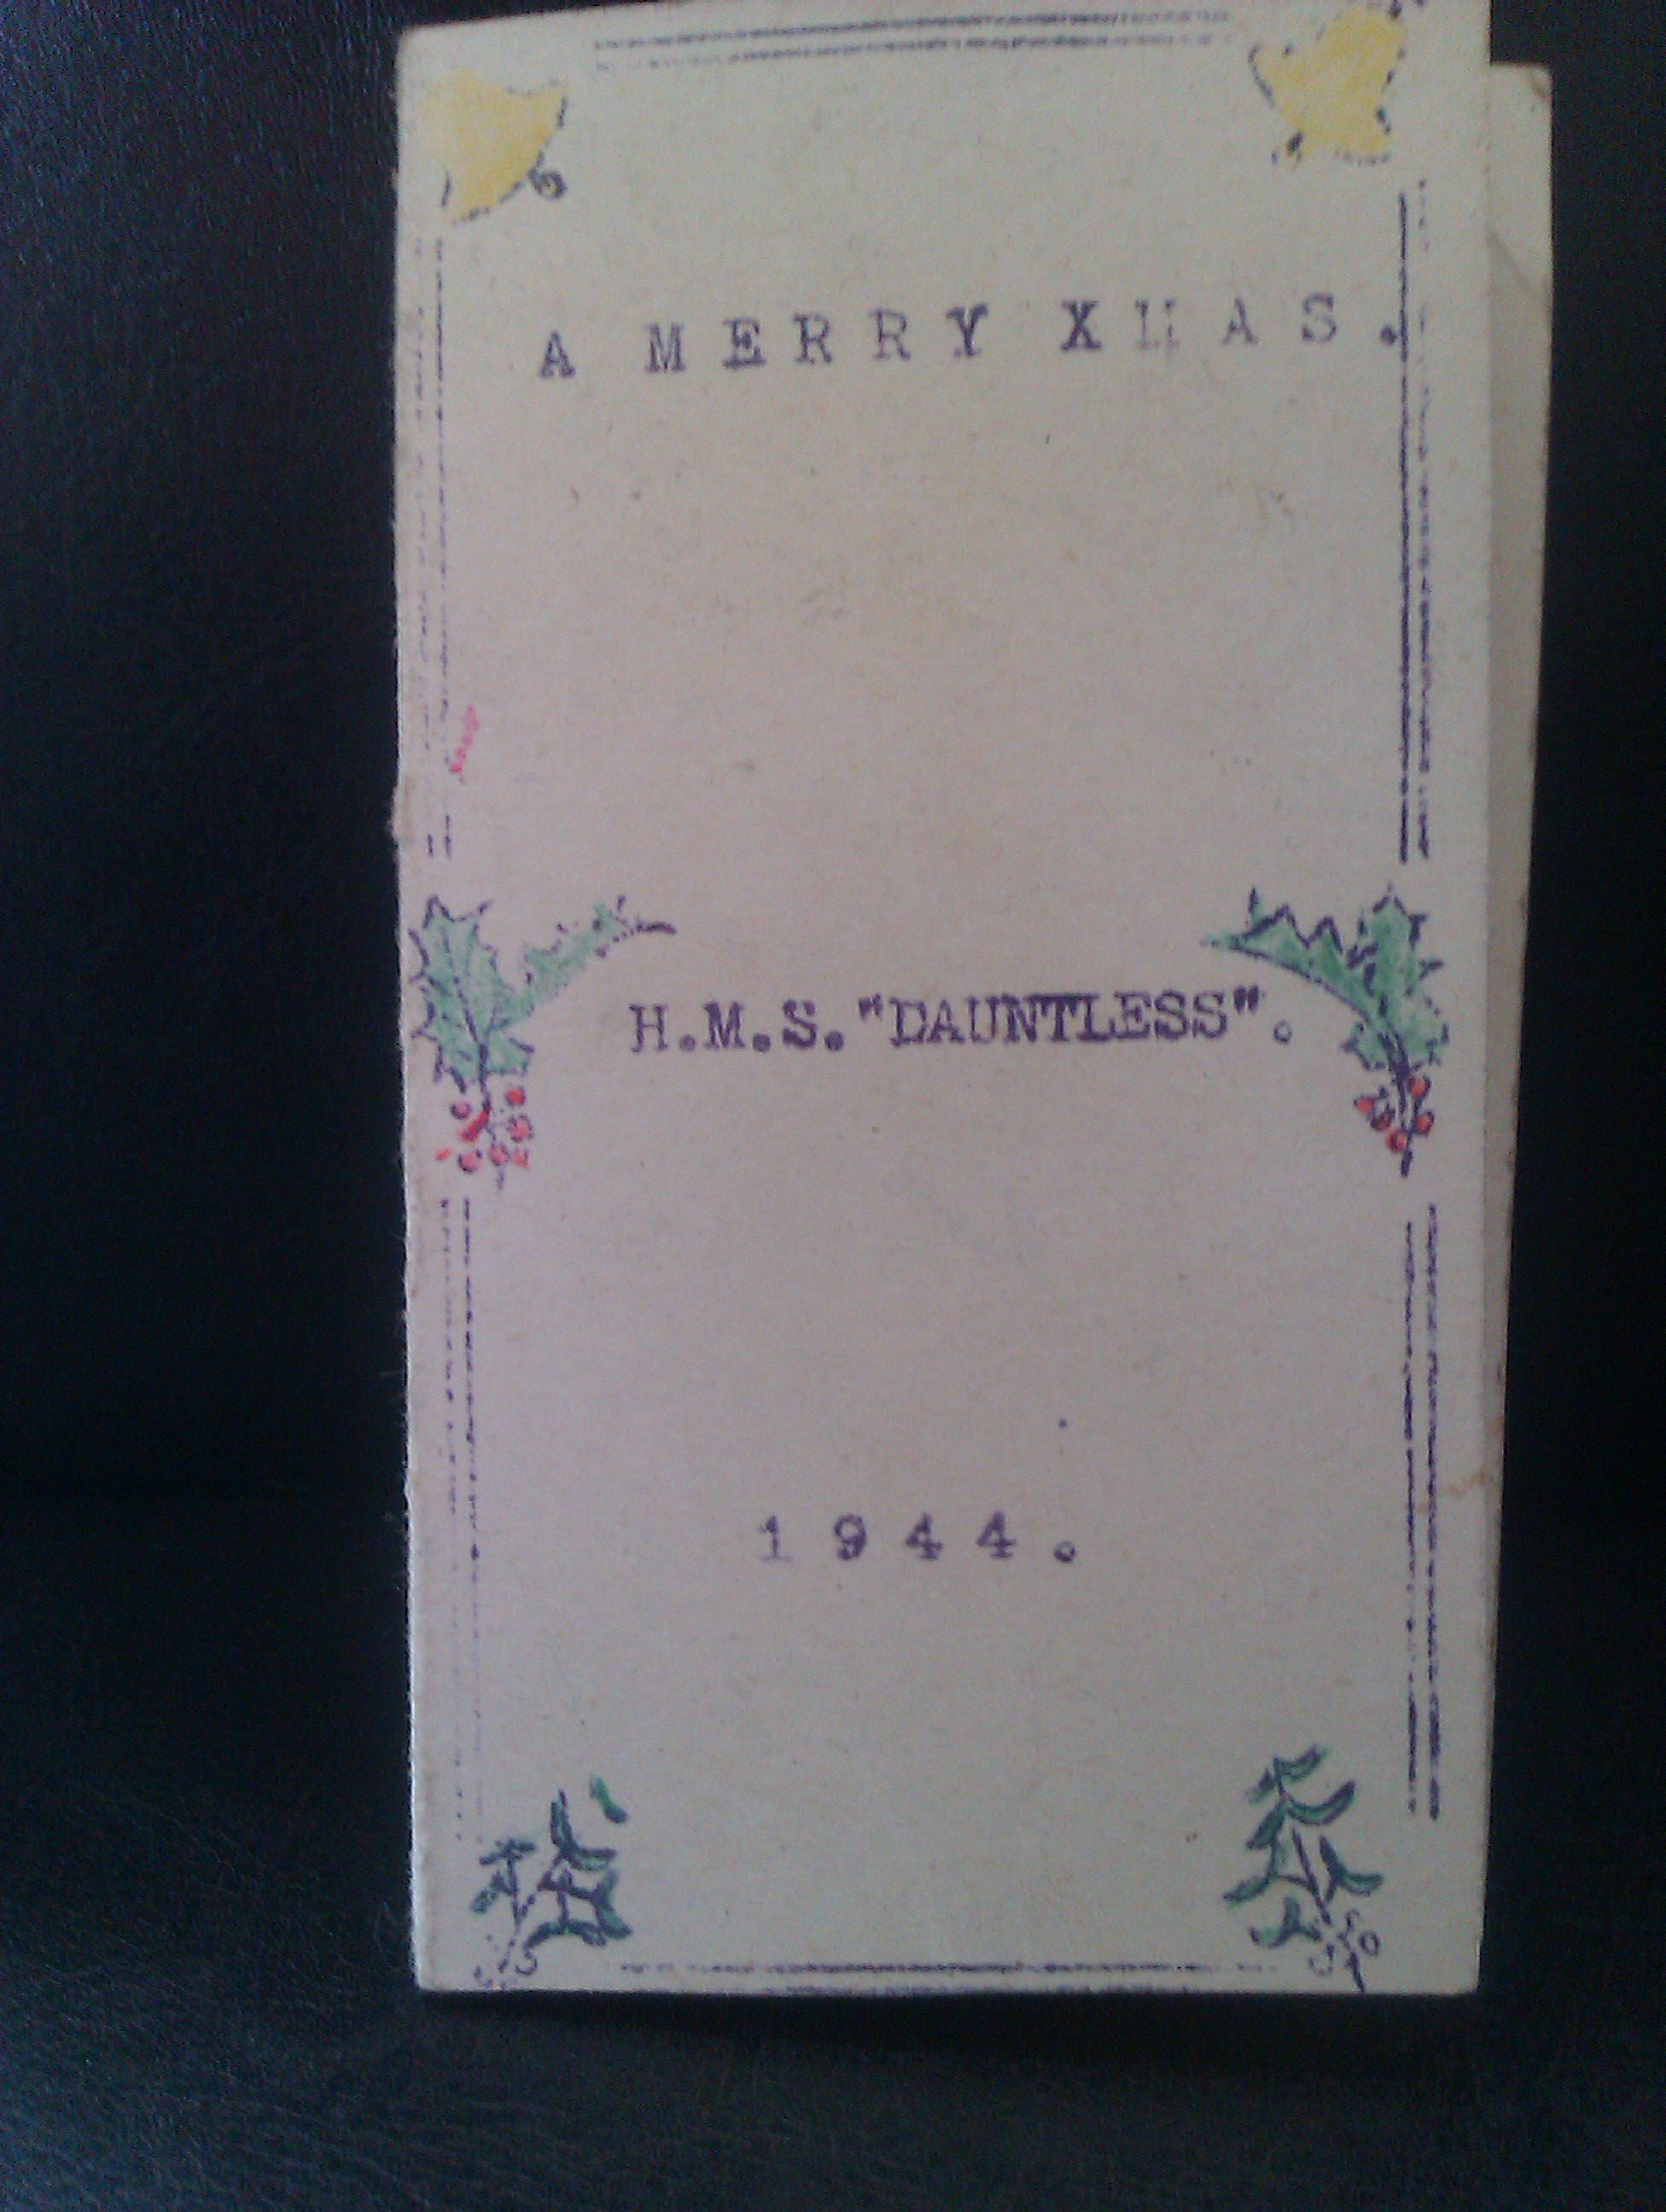 A MERRY XMAS.
H.M.S."DAUNTLESS".
1944.